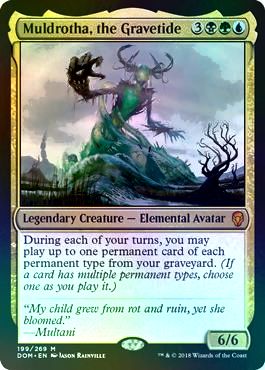 Muldrotha, the Gravetide 3
Legendary Creature — Elemental Avatar
During each of your turns, you may
play up to one permanent card of each
permanent type from your graveyard. (If
a card has multiple permanent types, choose
one as you play it.)
“My child grew from rot and ruin, yet she
bloomed.”
—Multani
6/6
199/269 M
DOM • EN JASON RAINVILLE ™ & © 2018 Wizards of the Coast